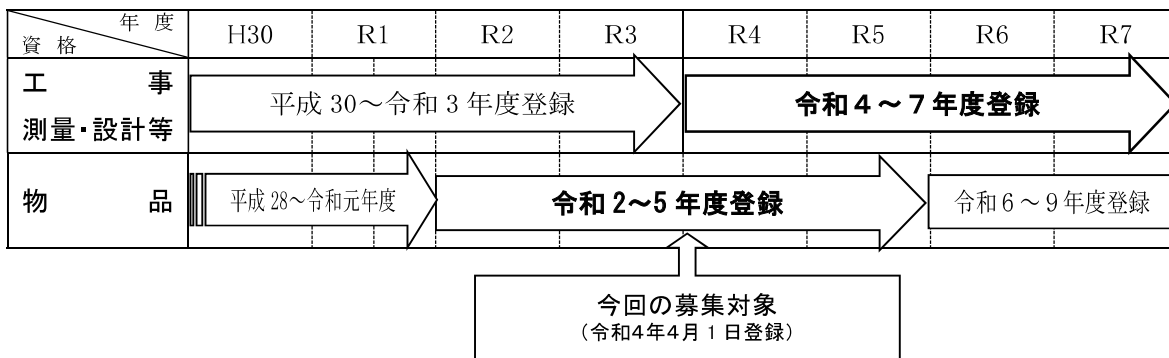 年 度
資 格
H30 R1 R2 R3 R4 R5 R6 R7
工 事
測量・設計等
平成 30～令和 3 年度登録
令和４～７年度登録
物 品
平成 28～令和元年度
令和 2～5 年度登録
令和６～９年度登録
今回の募集対象
（令和４年４月１日登録）